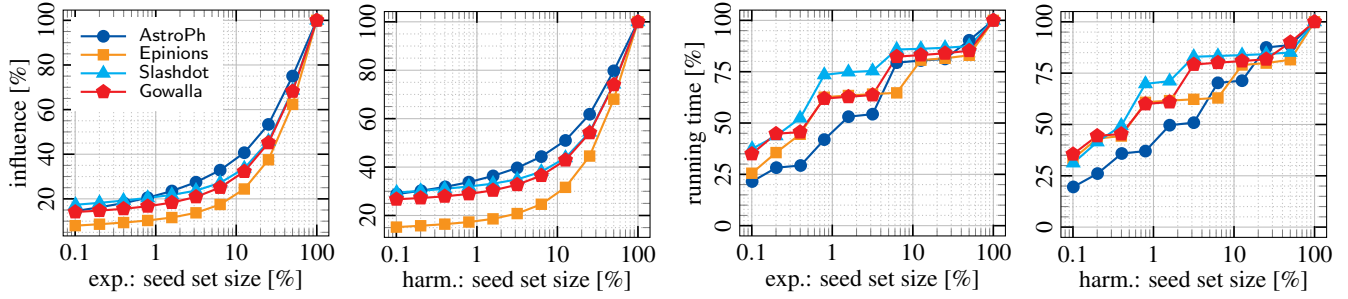 influence [%]
100
80
60
40
20
AstroPh
Epinions
Slashdot
Gowalla
0.1 1 10 100
exp.: seed set size [%]
100
80
60
40
20
0.1 1 10 100
harm.: seed set size [%]
running time [%]
100
75
50
25
0
0.1 1 10 100
exp.: seed set size [%]
100
75
50
25
0
0.1 1 10 100
harm.: seed set size [%]